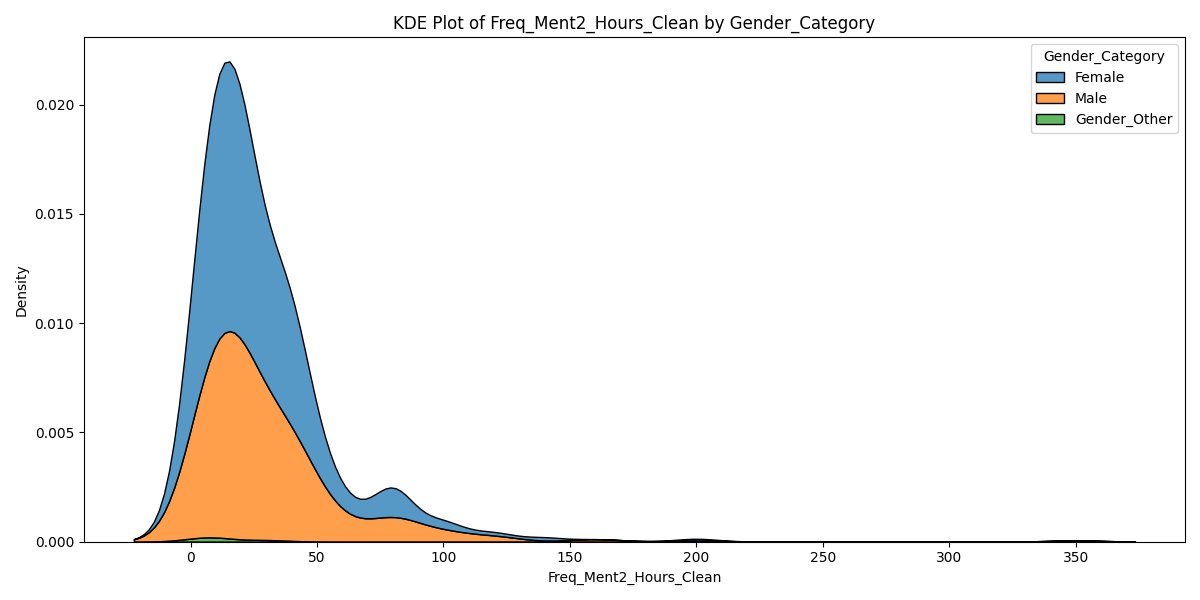 KDE Plot of Freq_Ment2_Hours_Clean by Gender_Category
Gender_Category
Female
Male
Gender_Other
Density
0.020
0.015
0.010
0.005
0.000
0 50 100 150 200 250 300 350
Freq_Ment2_Hours_Clean